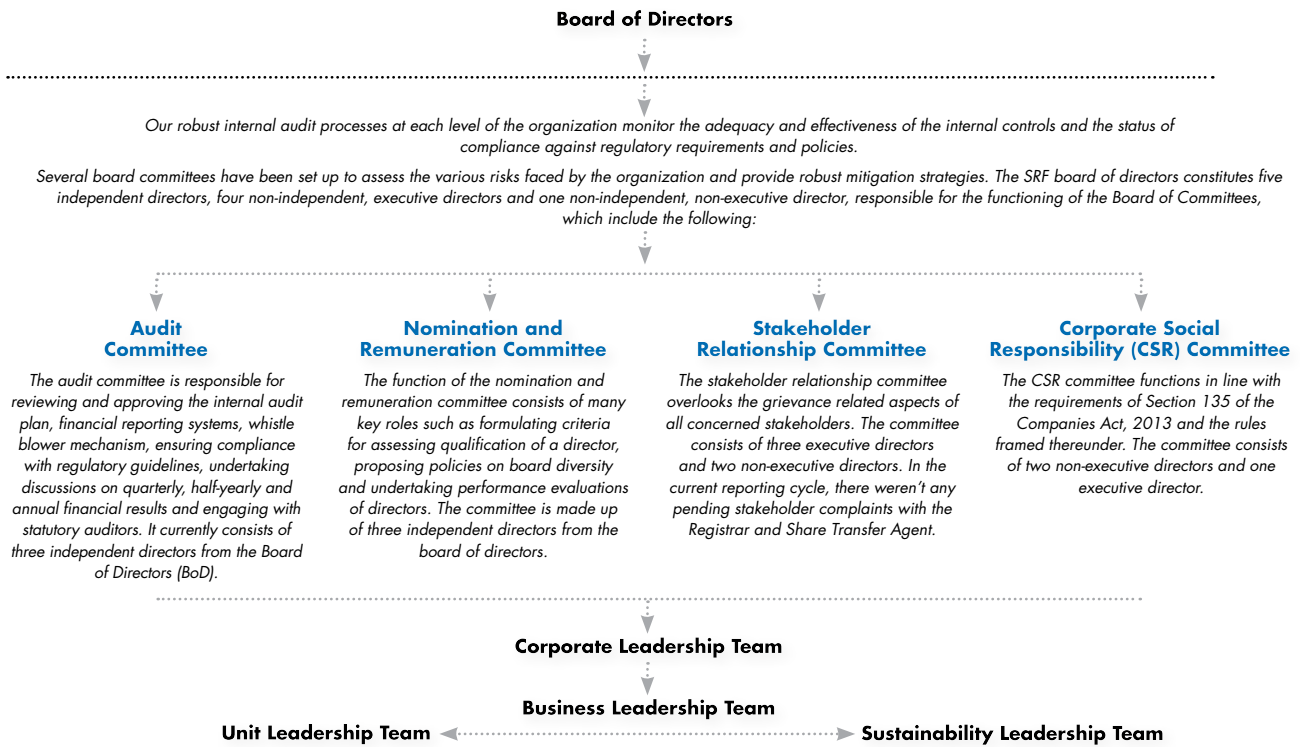 Board of Directors
Our robust internal audit processes at each level of the organization monitor the adequacy and effectiveness of the internal controls and the status of
compliance against regulatory requirements and policies.
Several board committees have been set up to assess the various risks faced by the organization and provide robust mitigation strategies. The SRF board of directors constitutes five
independent directors, four non-independent, executive directors and one non-independent, non-executive director, responsible for the functioning of the Board of Committees,
which include the following:
Audit
Committee
The audit committee is responsible for
reviewing and approving the internal audit
plan, financial reporting systems, whistle
blower mechanism, ensuring compliance
with regulatory guidelines, undertaking
discussions on quarterly, half-yearly and
annual financial results and engaging with
statutory auditors. It currently consists of
three independent directors from the Board
of Directors (BoD).
Nomination and
Remuneration Committee
The function of the nomination and
remuneration committee consists of many
key roles such as formulating criteria
for assessing qualification of a director,
proposing policies on board diversity
and undertaking performance evaluations
of directors. The committee is made up
of three independent directors from the
board of directors.
Stakeholder
Relationship Committee
The stakeholder relationship committee
overlooks the grievance related aspects of
all concerned stakeholders. The committee
consists of three executive directors
and two non-executive directors. In the
current reporting cycle, there weren't any
pending stakeholder complaints with the
Registrar and Share Transfer Agent.
Corporate Social
Responsibility (CSR) Committee
The CSR committee functions in line with
the requirements of Section 135 of the
Companies Act, 2013 and the rules
framed thereunder. The committee consists
of two non-executive directors and one
executive director.
Corporate Leadership Team
Business Leadership Team
Unit Leadership Team
Sustainability Leadership Team